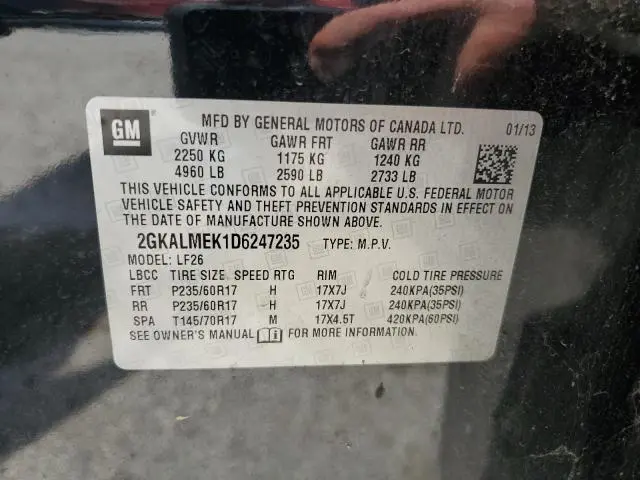 GM
MFD BY GENERAL MOTORS OF CANADA LTD. 01/13
GVWR GAWR FRT GAWR RR
2250 KG 1175 KG 1240 KG
4960 LB 2590 LB 2733 LB
THIS VEHICLE CONFORMS TO ALL APPLICABLE U.S. FEDERAL MOTOR
VEHICLE SAFETY AND THEFT PREVENTION STANDARDS IN EFFECT ON
THE DATE OF MANUFACTURE SHOWN ABOVE.
2GKALMEK1D6247235 TYPE: M.P.V.
MODEL: LF26
LBCC TIRE SIZE SPEED RTG RIM COLD TIRE PRESSURE
FRT P235/60R17 H 17X7J 240KPA(35PSI)
RR P235/60R17 H 17X7J 240KPA(35PSI)
SPA T145/70R17 M 17X4.5T 420KPA(60PSI)
SEE OWNER'S MANUAL FOR MORE INFORMATION.